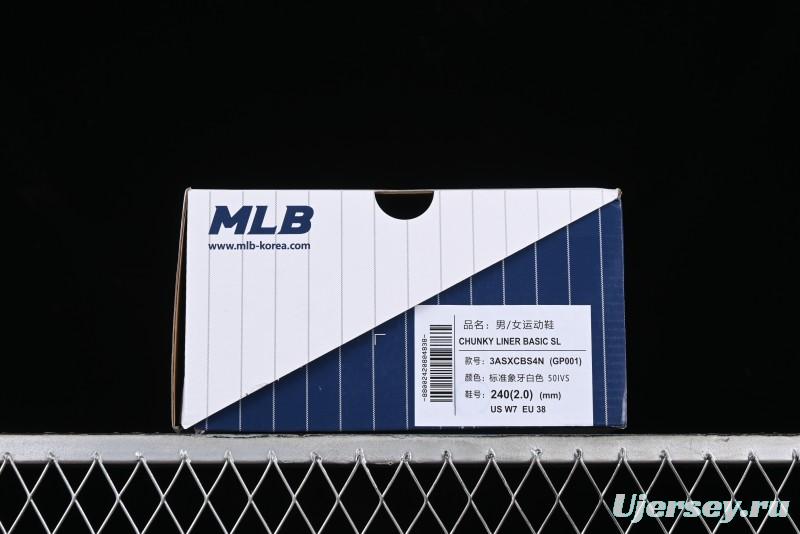 MLB
www.mlb-korea.com
品名: 男/女运动鞋
CHUNKY LINER BASIC SL
款号: 3ASXCBS4N (GP001)
颜色: 标准象牙白色 50IVS
鞋号: 240(2.0) (mm)
US W7 EU 38
-88002420804838-
Ujersey.ru